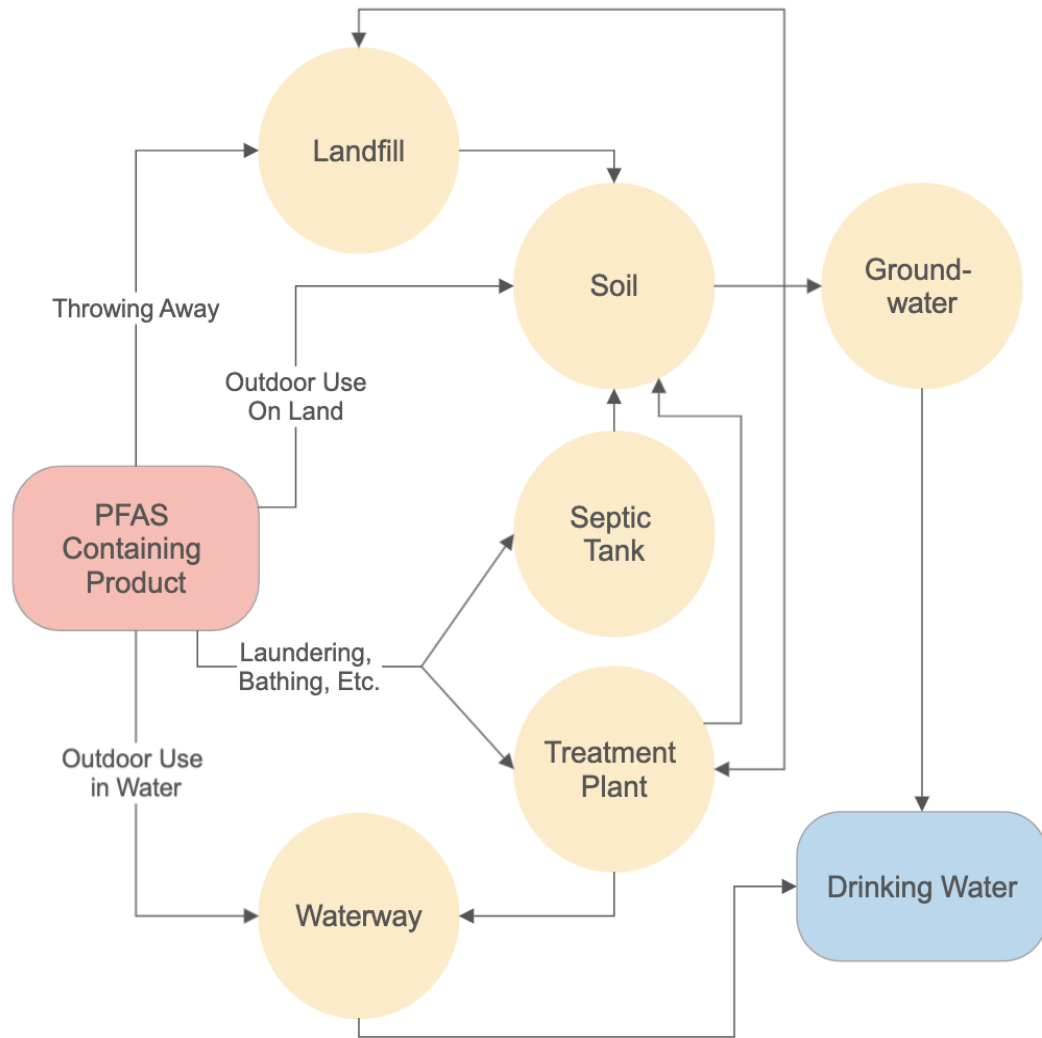 Landfill
Throwing Away
Soil
Ground-
water
Outdoor Use
On Land
PFAS
Containing
Product
Septic
Tank
Laundering,
Bathing, Etc.
Outdoor Use
in Water
Treatment
Plant
Waterway
Drinking Water